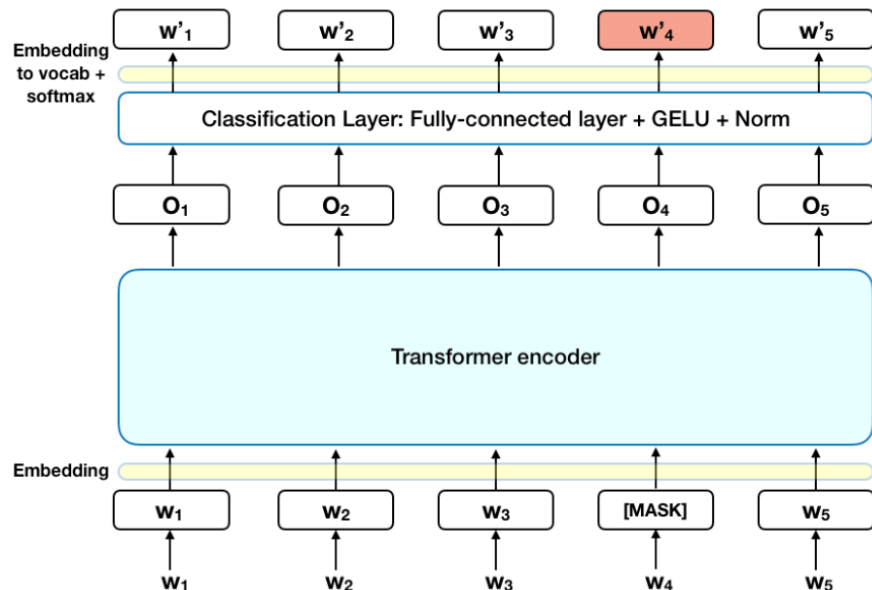 w'1 w'2 w'3 w'4 w'5
Embedding
to vocab +
softmax
Classification Layer: Fully-connected layer + GELU + Norm
O1 O2 O3 O4 O5
Transformer encoder
Embedding
w1 w2 w3 [MASK] w5
w1 w2 w3 w4 w5